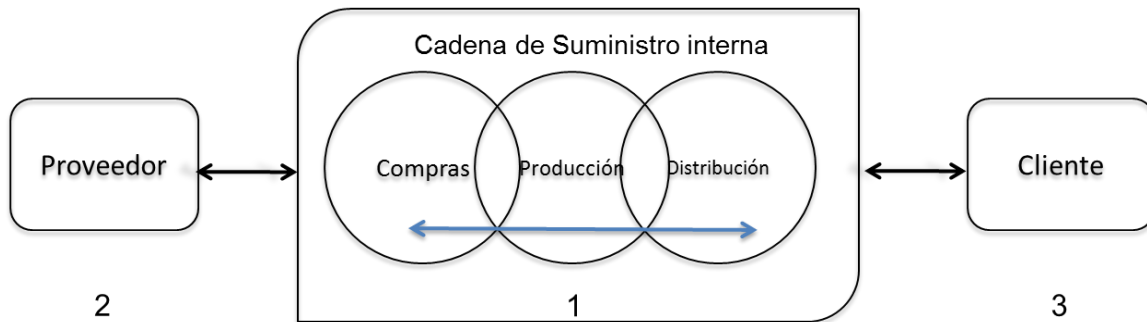 Cadena de Suministro interna
Proveedor
Compras
Producción
Distribución
Cliente
2
1
3